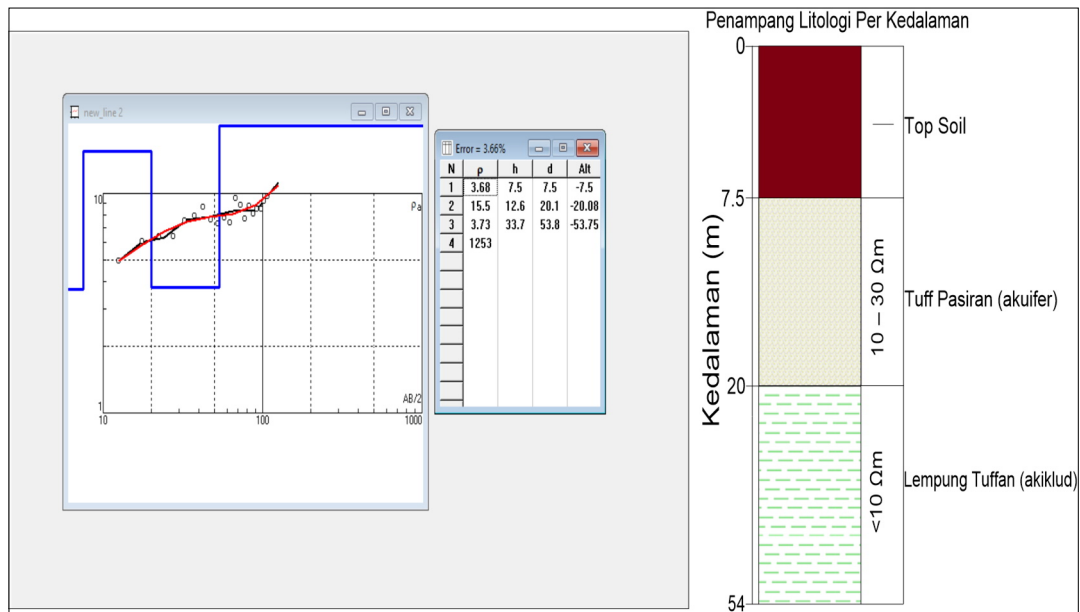 new_line 2
10
ρa
1
AB/2
10
100
1000
Error = 3.66%
N ρ h d Alt
1 3.68 7.5 7.5 -7.5
2 15.5 12.6 20.1 -20.08
3 3.73 33.7 53.8 -53.75
4 1253
Penampang Litologi Per Kedalaman
Kedalaman (m)
0
Top Soil
7.5
10 – 30 Ωm
Tuff Pasiran (akuifer)
20
<10 Ωm
Lempung Tuffan (akiklud)
54